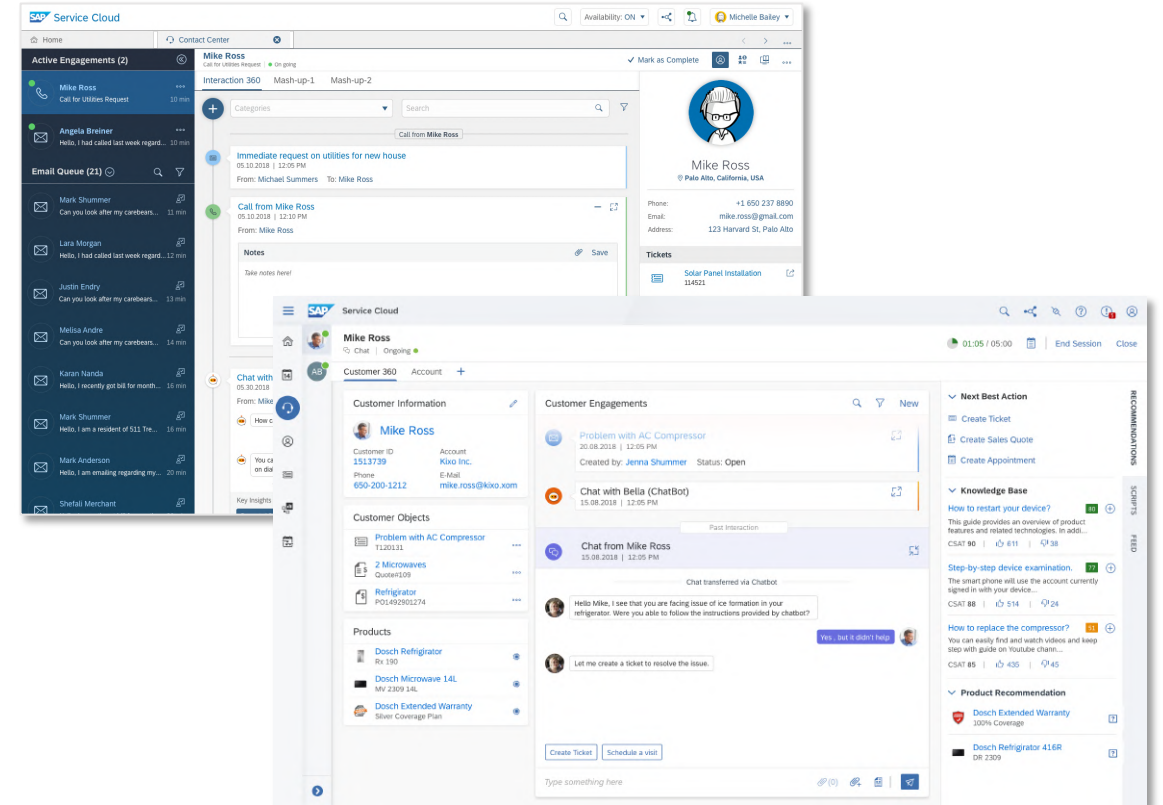 SAP Service Cloud
Availability: ON
Michelle Bailey
Home
Contact Center
Active Engagements (2)
Mike Ross
Call for Utilities Request
10 min
Angela Breiner
Hello, I had called last week regard... 10 min
Email Queue (21)
Mark Shummer
Can you look after my carebears... 11 min
Lara Morgan
Hello, I had called last week regard... 12 min
Justin Endry
Can you look after my carebears... 13 min
Melisa Andre
Can you look after my carebears... 14 min
Karan Nanda
Hello, I recently got bill for month... 16 min
Mark Shummer
Hello, I am a resident of 511 Tre... 16 min
Mark Anderson
Hello, I am emailing regarding my... 20 min
Shefali Merchant
Mike Ross
Call for Utilities Request On going
Mark as Complete
Interaction 360 Mash-up-1 Mash-up-2
Categories
Search
Call from Mike Ross
Immediate request on utilities for new house
05.10.2018 | 12:05 PM
From: Michael Summers To: Mike Ross
Call from Mike Ross
05.10.2018 | 12:10 PM
From: Mike Ross
Notes
Save
Take notes here!
Chat with
05.30.2018
From: Mike
How c
You ca
on dia
Key Insights
Mike Ross
Palo Alto, California, USA
Phone: +1 650 237 8890
Email: mike.ross@gmail.com
Address: 123 Harvard St, Palo Alto
Tickets
Solar Panel Installation
114521
SAP Service Cloud
14
AB
Mike Ross
Chat | Ongoing
01:05 / 05:00
End Session
Close
Customer 360 Account +
Customer Information
Mike Ross
Customer ID Account
1513739 Kixo Inc.
Phone E-Mail
650-200-1212 mike.ross@kixo.xom
Customer Objects
Problem with AC Compressor
T120131
2 Microwaves
Quote#109
Refrigirator
PO1492901274
Products
Dosch Refrigirator
Rx 190
Dosch Microwave 14L
MV 2309 14L
Dosch Extended Warranty
Silver Coverage Plan
Customer Engagements
New
Problem with AC Compressor
20.08.2018 | 12:05 PM
Created by: Jenna Shummer Status: Open
Chat with Bella (ChatBot)
15.08.2018 | 12:05 PM
Past Interaction
Chat from Mike Ross
15.08.2018 | 12:05 PM
Chat transferred via Chatbot
Hello Mike, I see that you are facing issue of ice formation in your
refrigerator. Were you able to follow the instructions provided by chatbot?
Yes , but it didn't help
Let me create a ticket to resolve the issue.
Create Ticket
Schedule a visit
Type something here
(0)
Next Best Action
Create Ticket
Create Sales Quote
Create Appointment
Knowledge Base
How to restart your device? 80
This guide provides an overview of product
features and related technologies. In addi...
CSAT 90 | 611 | 38
Step-by-step device examination. 77
The smart phone will use the account currently
signed in with your device...
CSAT 88 | 514 | 24
How to replace the compressor? 51
You can easily find and watch videos and keep
step with guide on Youtube chann...
CSAT 85 | 435 | 45
Product Recommendation
Dosch Extended Warranty
100% Coverage
Dosch Refrigirator 416R
DR 2309
RECOMMENDATIONS
SCRIPTS
FEED